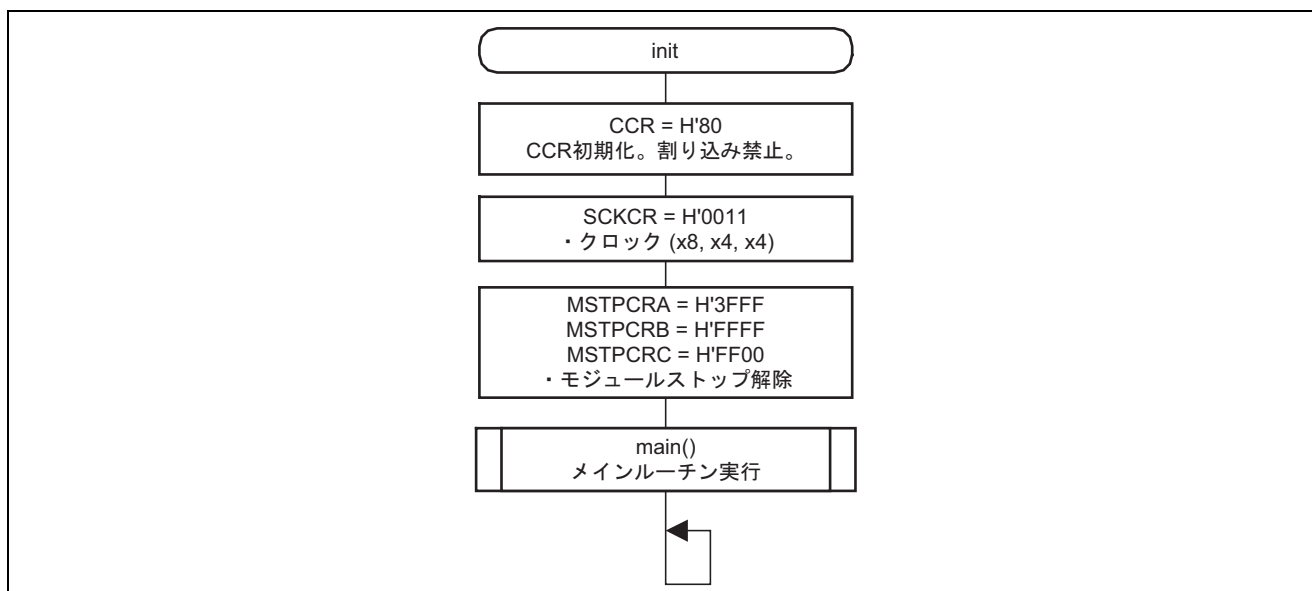 init
CCR = H'80
CCR初期化。割り込み禁止。
SCKCR = H'0011
・クロック (x8, x4, x4)
MSTPCRA = H'3FFF
MSTPCRB = H'FFFF
MSTPCRC = H'FF00
・モジュールストップ解除
main()
メインルーチン実行